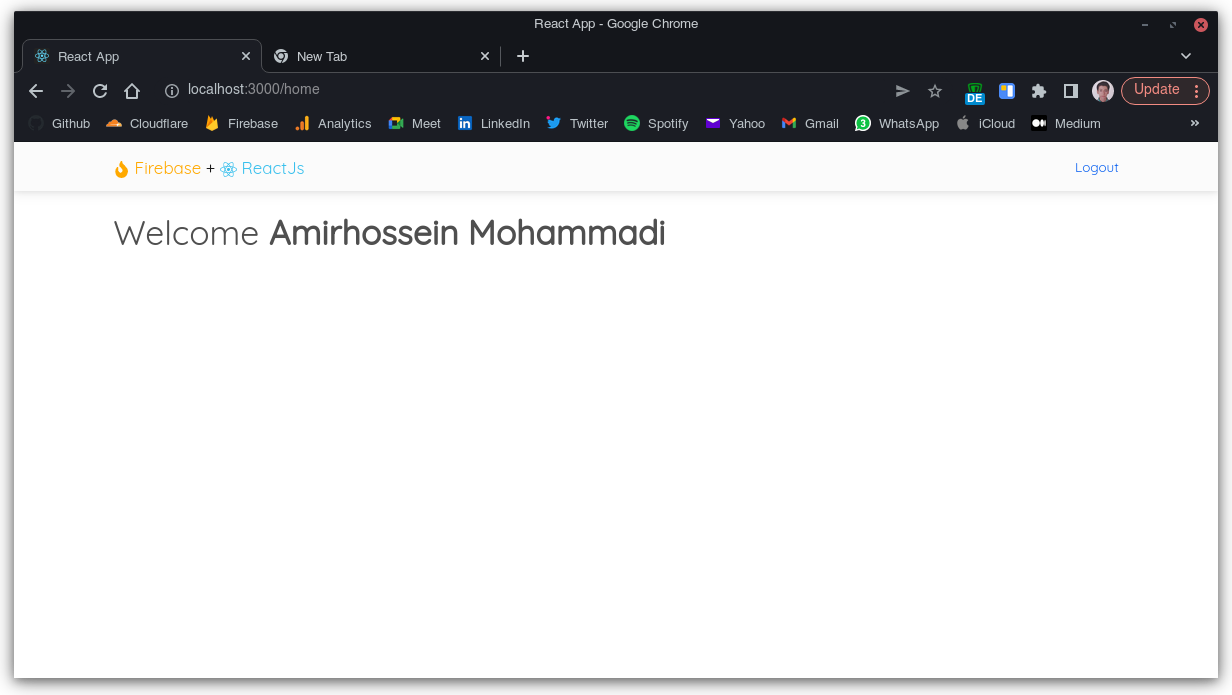 React App - Google Chrome
React App New Tab
localhost:3000/home DE Update
Github Cloudflare Firebase Analytics Meet LinkedIn Twitter Spotify Yahoo Gmail 3 WhatsApp iCloud Medium »
Firebase + ReactJs Logout
Welcome Amirhossein Mohammadi